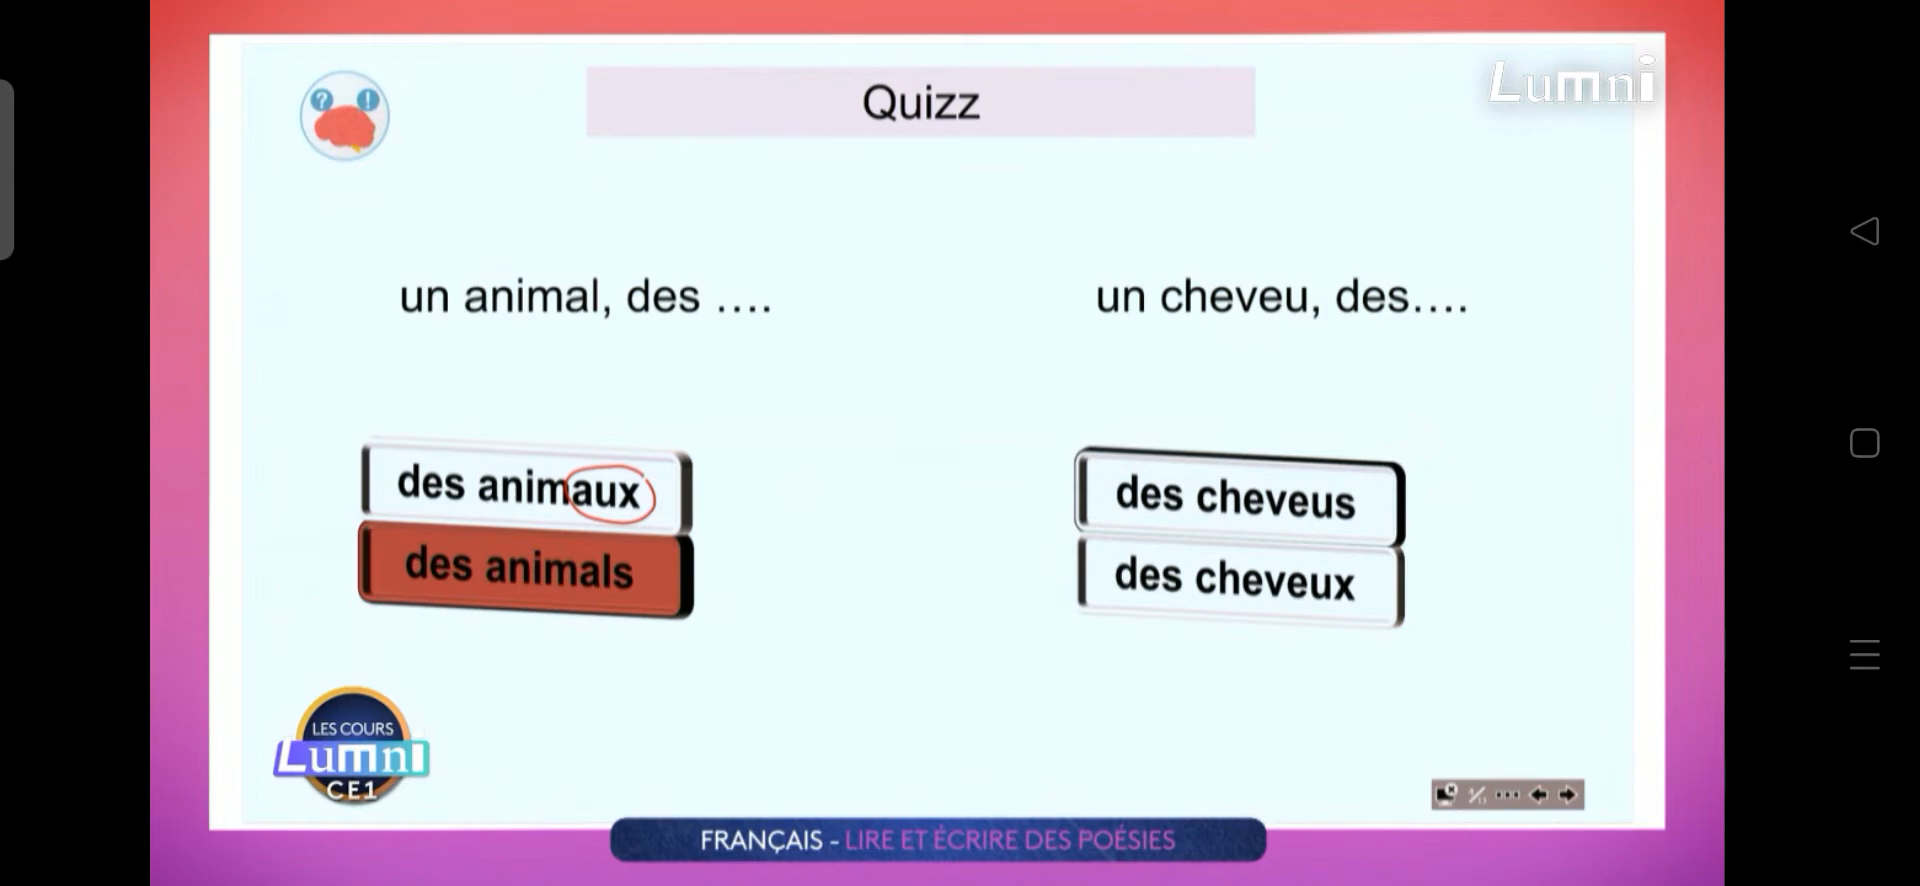 Quizz
Lumni
? !
un animal, des ....
un cheveu, des....
des animaux
des animals
des cheveus
des cheveux
LES COURS
Lumni
CE1
FRANÇAIS - LIRE ET ÉCRIRE DES POÉSIES